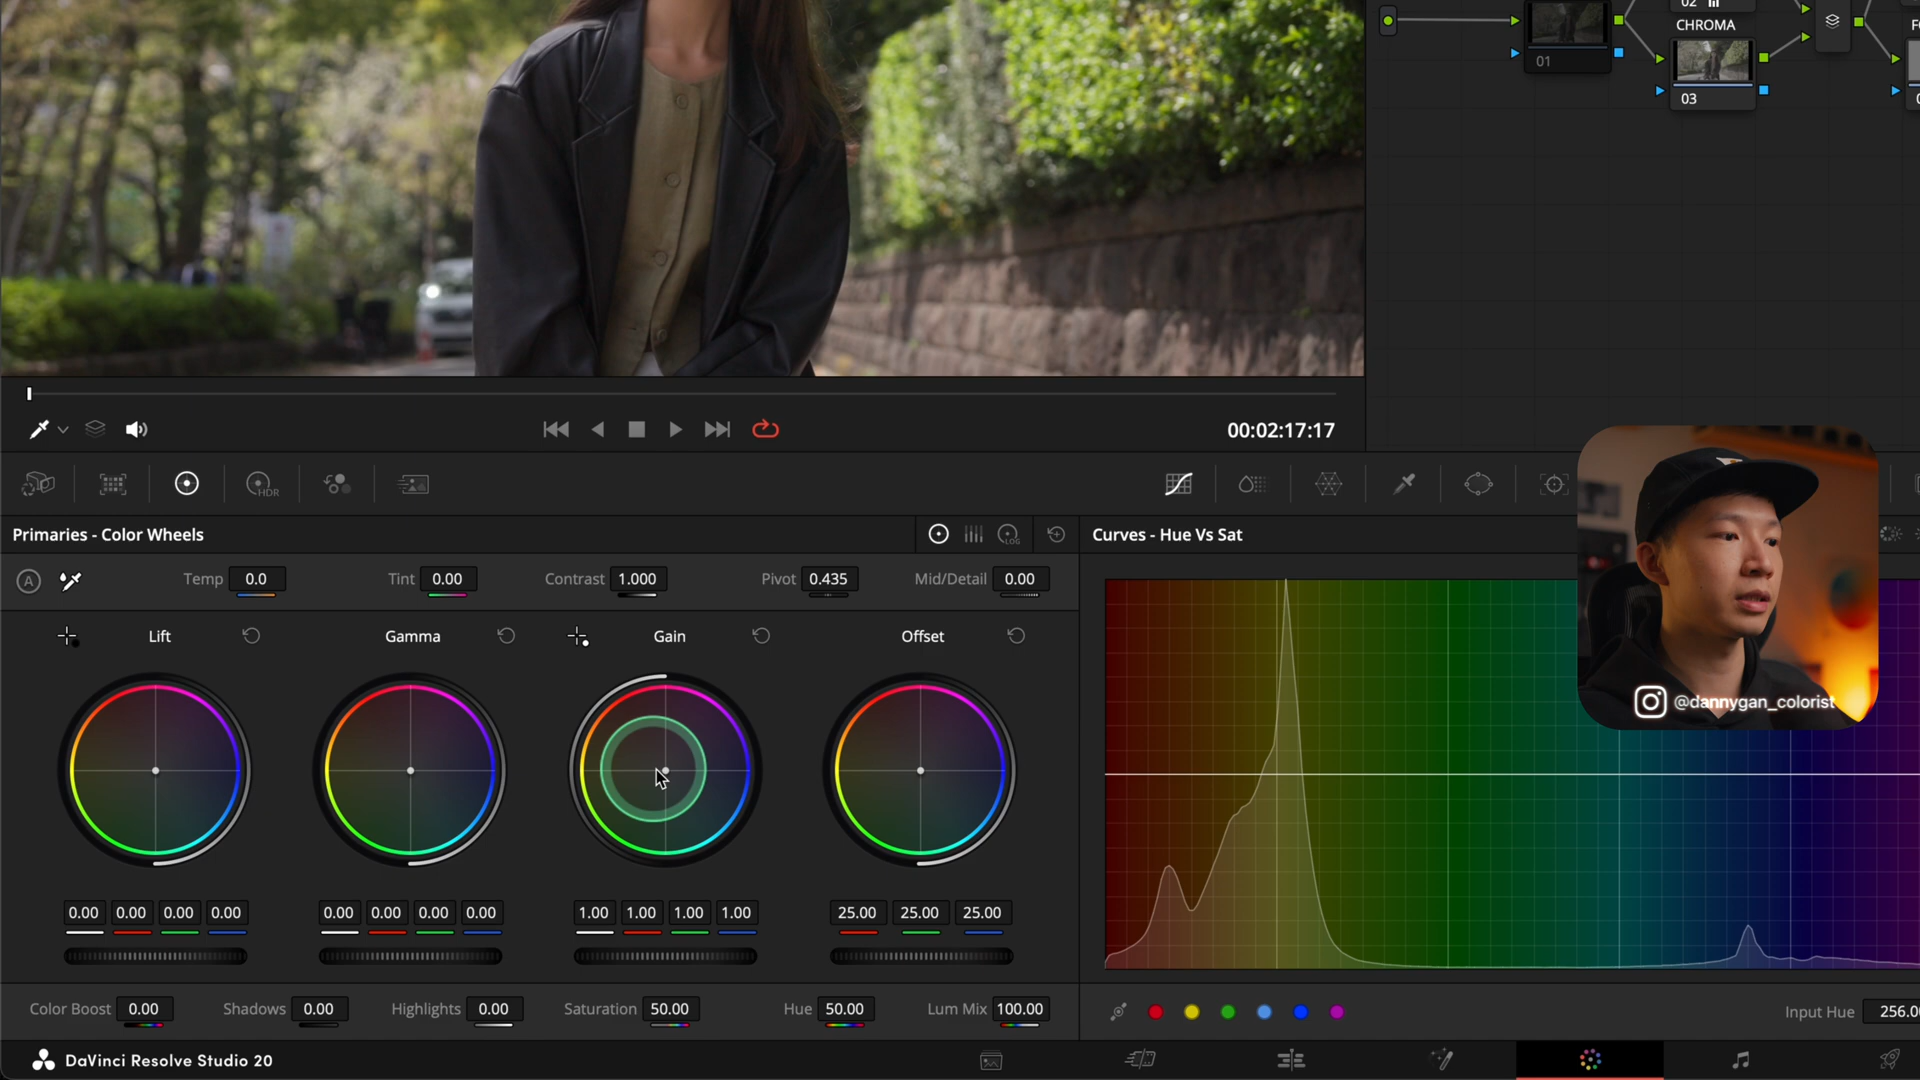 02
CHROMA
F
01
03
00:02:17:17
HDR
Primaries - Color Wheels
LOG
Curves - Hue Vs Sat
A
Temp 0.0
Tint 0.00
Contrast 1.000
Pivot 0.435
Mid/Detail 0.00
Lift
Gamma
Gain
Offset
@dannygan_colorist
0.00 0.00 0.00 0.00
0.00 0.00 0.00 0.00
1.00 1.00 1.00 1.00
25.00 25.00 25.00
Color Boost 0.00
Shadows 0.00
Highlights 0.00
Saturation 50.00
Hue 50.00
Lum Mix 100.00
Input Hue 256.0
DaVinci Resolve Studio 20